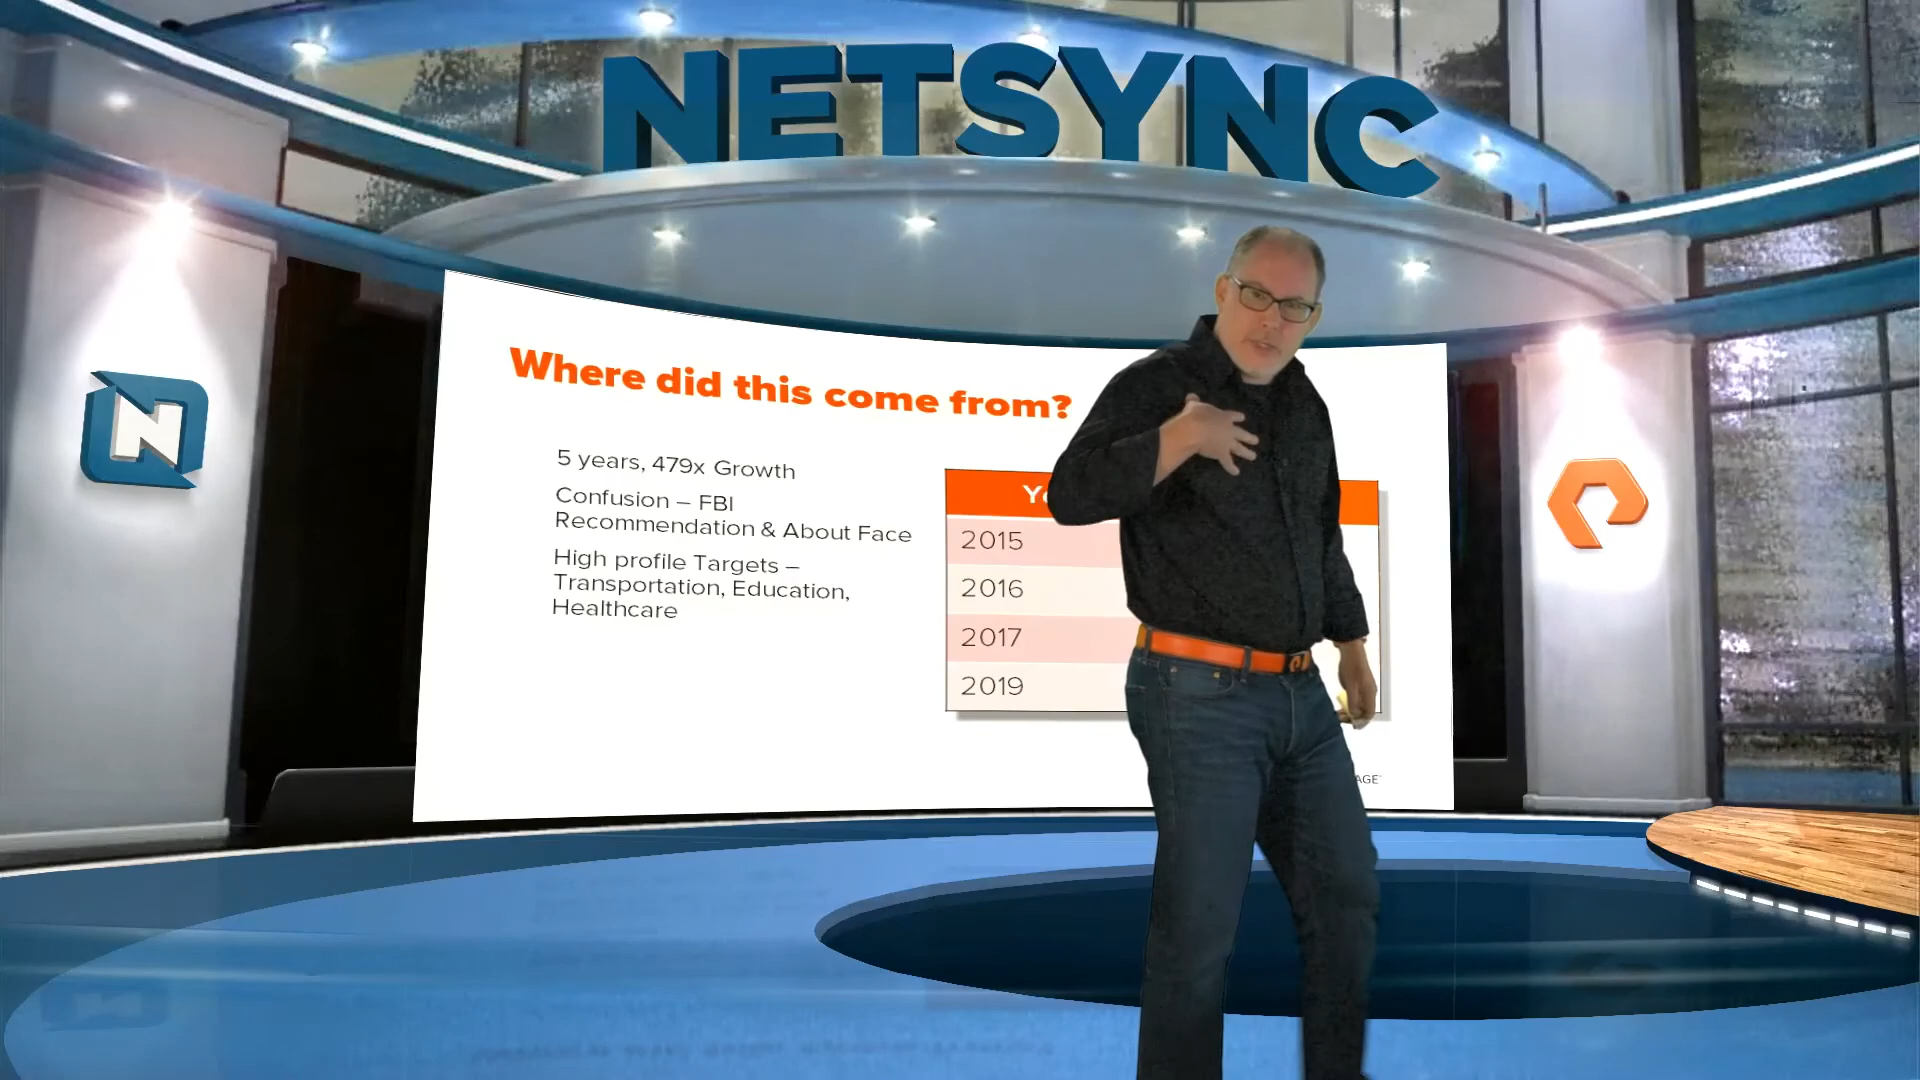 NETSYNC
N
Where did this come from?
5 years, 479x Growth
Confusion – FBI
Recommendation & About Face
High profile Targets –
Transportation, Education,
Healthcare
2015
2016
2017
2019